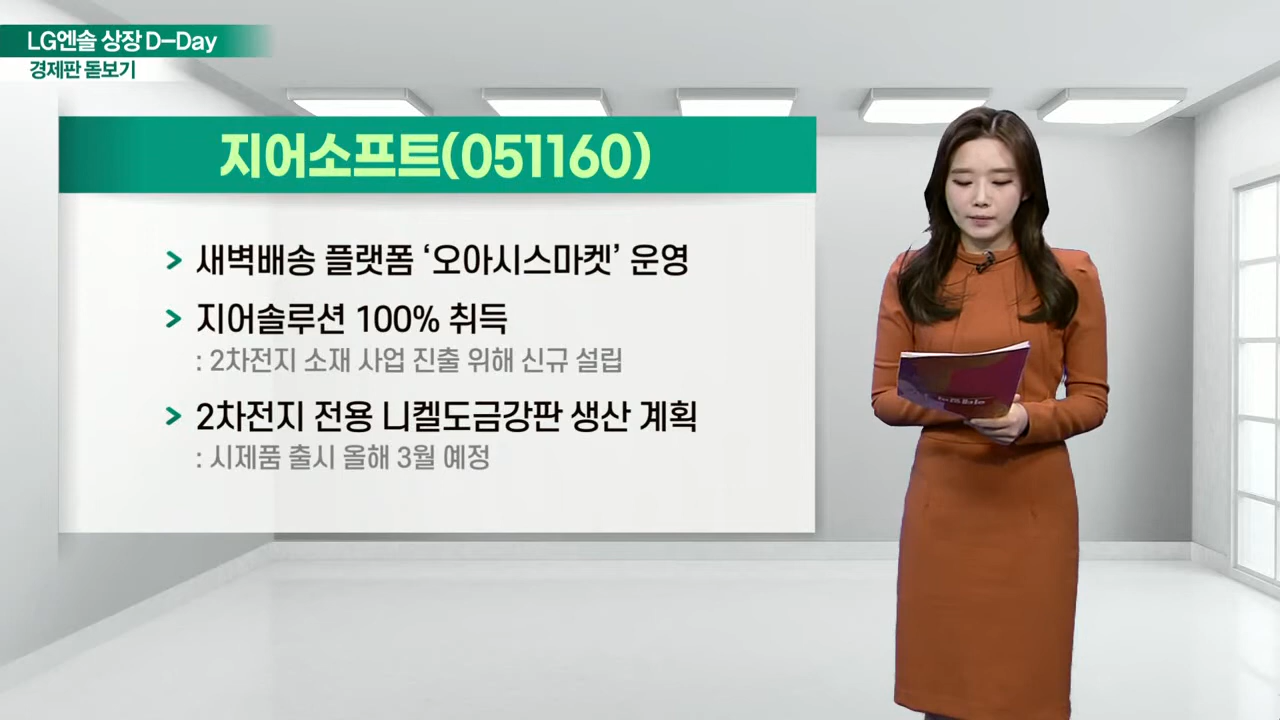 LG엔솔 상장 D-Day
경제판 돋보기
지어소프트(051160)
> 새벽배송 플랫폼 ‘오아시스마켓’ 운영
> 지어솔루션 100% 취득
: 2차전지 소재 사업 진출 위해 신규 설립
> 2차전지 전용 니켈도금강판 생산 계획
: 시제품 출시 올해 3월 예정